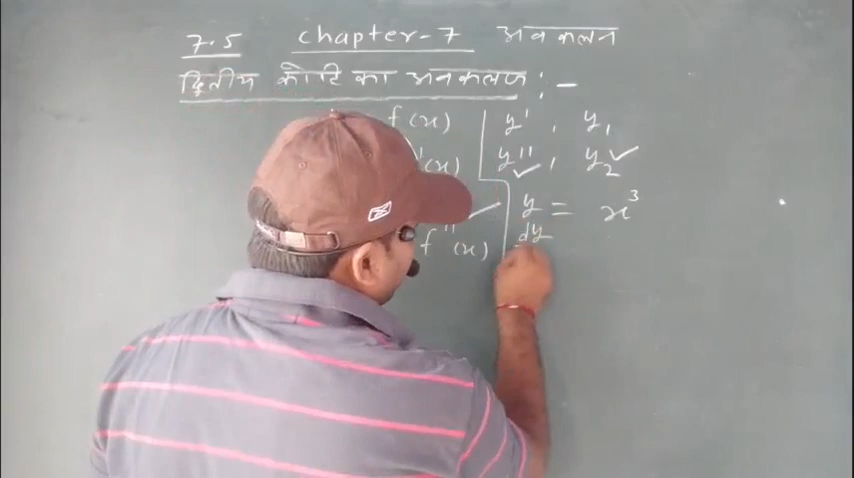 7.5 chapter-7 अवकलन
द्वितीय कोटि का अवकलज :-
f(x) y' , y₁
'(x) y'' ✓ , y₂ ✓
y = x³
f''(x) dy